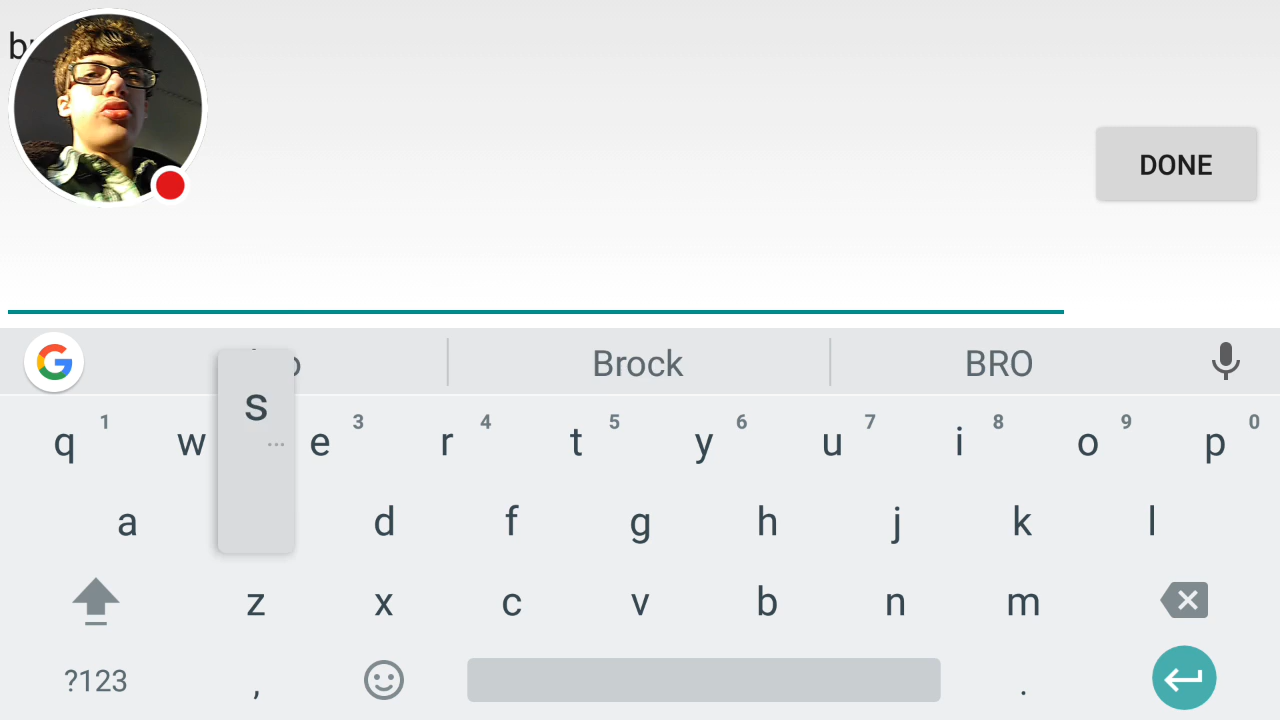 b
Brock BRO
DONE
s
q 1 w e 3 r 4 t 5 y 6 u 7 i 8 o 9 p 0
a d f g h j k l
z x c v b n m
?123 , .